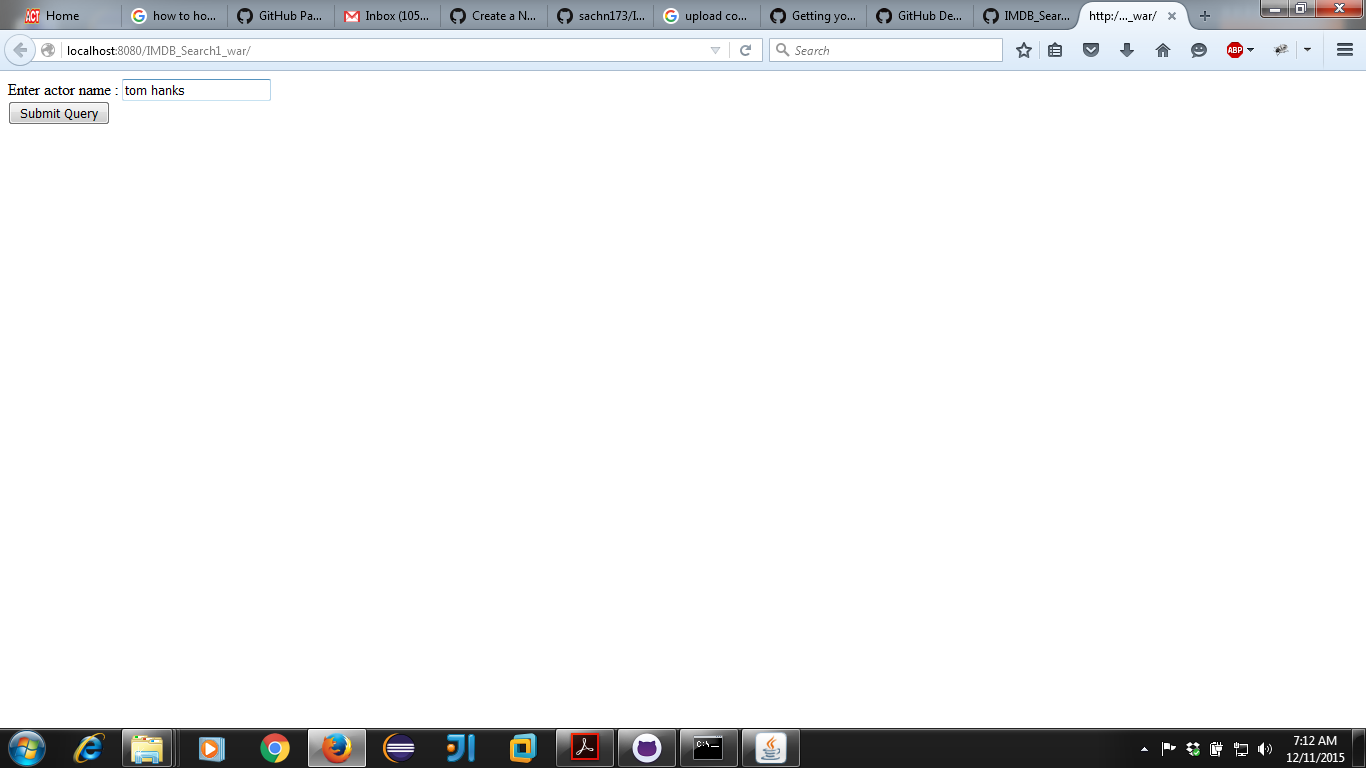 ACT Home
how to ho...
GitHub Pa...
Inbox (105...
Create a N...
sachn173/I...
upload co...
Getting yo...
GitHub De...
IMDB_Sear...
http:/..._war/
localhost:8080/IMDB_Search1_war/
Search
ABP
Enter actor name : tom hanks
Submit Query
C:\_
7:12 AM
12/11/2015